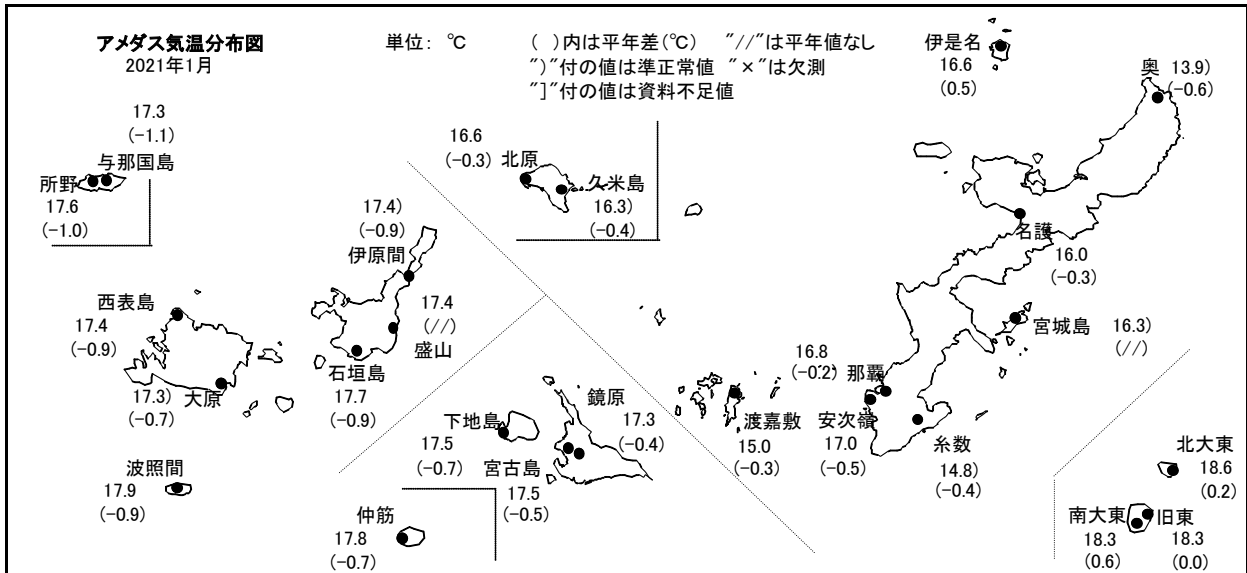 アメダス気温分布図
2021年1月
単位： ℃
（ ）内は平年差(℃) "//"は平年値なし
")"付の値は準正常値 "×"は欠測
"]"付の値は資料不足値
伊是名
16.6
(0.5)
奥 13.9)
(-0.6)
17.3
(-1.1)
与那国島
所野
17.6
(-1.0)
16.6
(-0.3)
北原
久米島
16.3)
(-0.4)
名護
16.0
(-0.3)
17.4)
(-0.9)
伊原間
17.4
(//)
盛山
石垣島
17.7
(-0.9)
西表島
17.4
(-0.9)
17.3)
(-0.7)
大原
波照間
17.9
(-0.9)
宮城島
16.3)
(//)
16.8
(-0.2)
那覇
安次嶺
17.0
(-0.5)
渡嘉敷
15.0
(-0.3)
糸数
14.8)
(-0.4)
鏡原
17.3
(-0.4)
下地島
17.5
(-0.7)
宮古島
17.5
(-0.5)
仲筋
17.8
(-0.7)
北大東
18.6
(0.2)
南大東
18.3
(0.6)
旧東
18.3
(0.0)